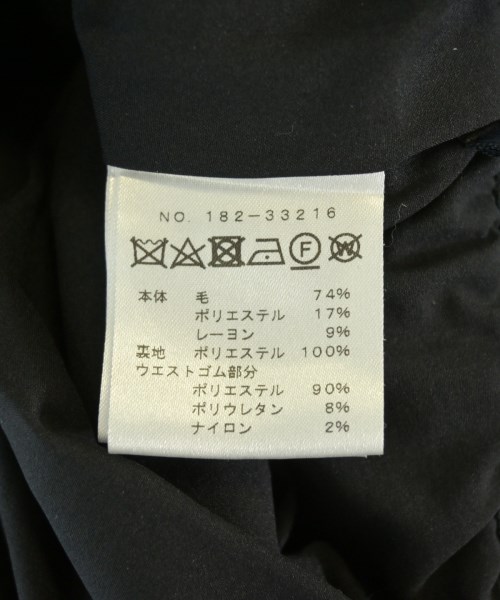 NO. 182-33216
F W
本体 毛 74%
ポリエステル 17%
レーヨン 9%
裏地 ポリエステル 100%
ウエストゴム部分
ポリエステル 90%
ポリウレタン 8%
ナイロン 2%